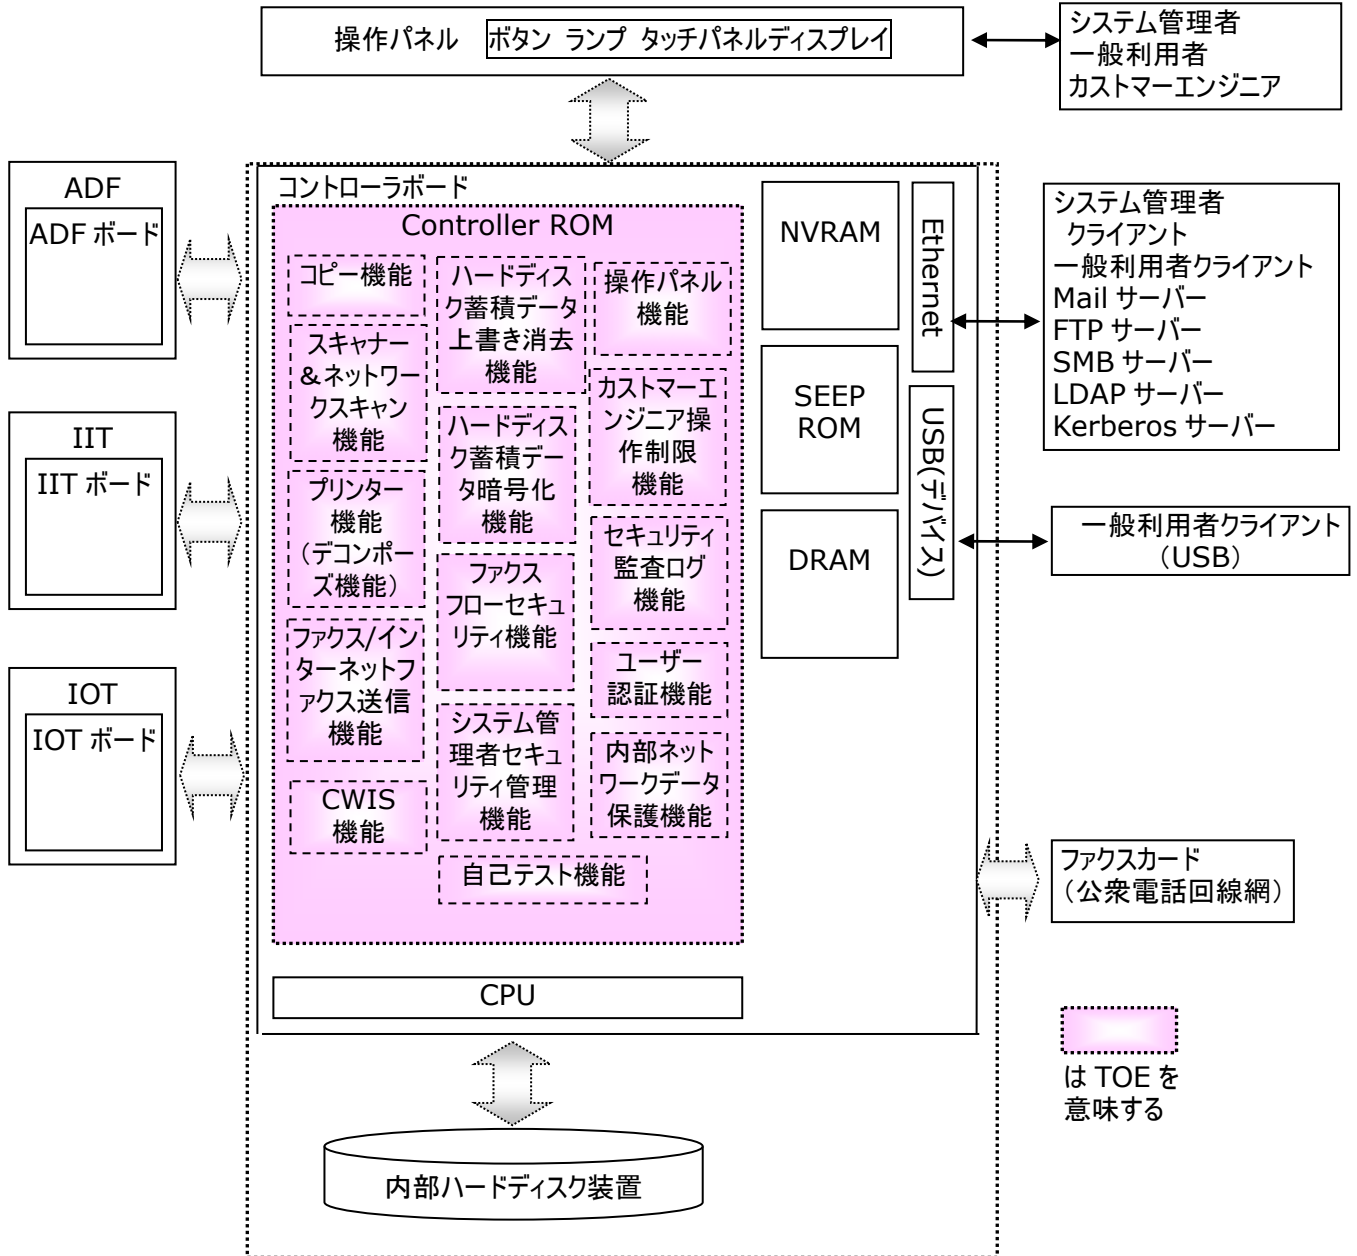 操作パネル ボタン ランプ タッチパネルディスプレイ
システム管理者
一般利用者
カストマーエンジニア
ADF
ADF ボード
IIT
IIT ボード
IOT
IOT ボード
コントローラボード
Controller ROM
コピー機能
スキャナー
&ネットワー
クスキャン
機能
プリンター
機能
(デコンポー
ズ機能)
ファクス/イン
ターネットフ
ァクス送信
機能
CWIS
機能
ハードディス
ク蓄積データ
上書き消去
機能
ハードディス
ク蓄積デー
タ暗号化
機能
ファクス
フローセキュ
リティ機能
システム管
理者セキュ
リティ管理
機能
自己テスト機能
操作パネル
機能
カストマーエ
ンジニア操
作制限
機能
セキュリティ
監査ログ
機能
ユーザー
認証機能
内部ネット
ワークデータ
保護機能
CPU
NVRAM
SEEP
ROM
DRAM
Ethernet
USB(デバイス)
システム管理者
クライアント
一般利用者クライアント
Mail サーバー
FTP サーバー
SMB サーバー
LDAP サーバー
Kerberos サーバー
一般利用者クライアント
(USB)
ファクスカード
(公衆電話回線網)
は TOE を
意味する
内部ハードディスク装置